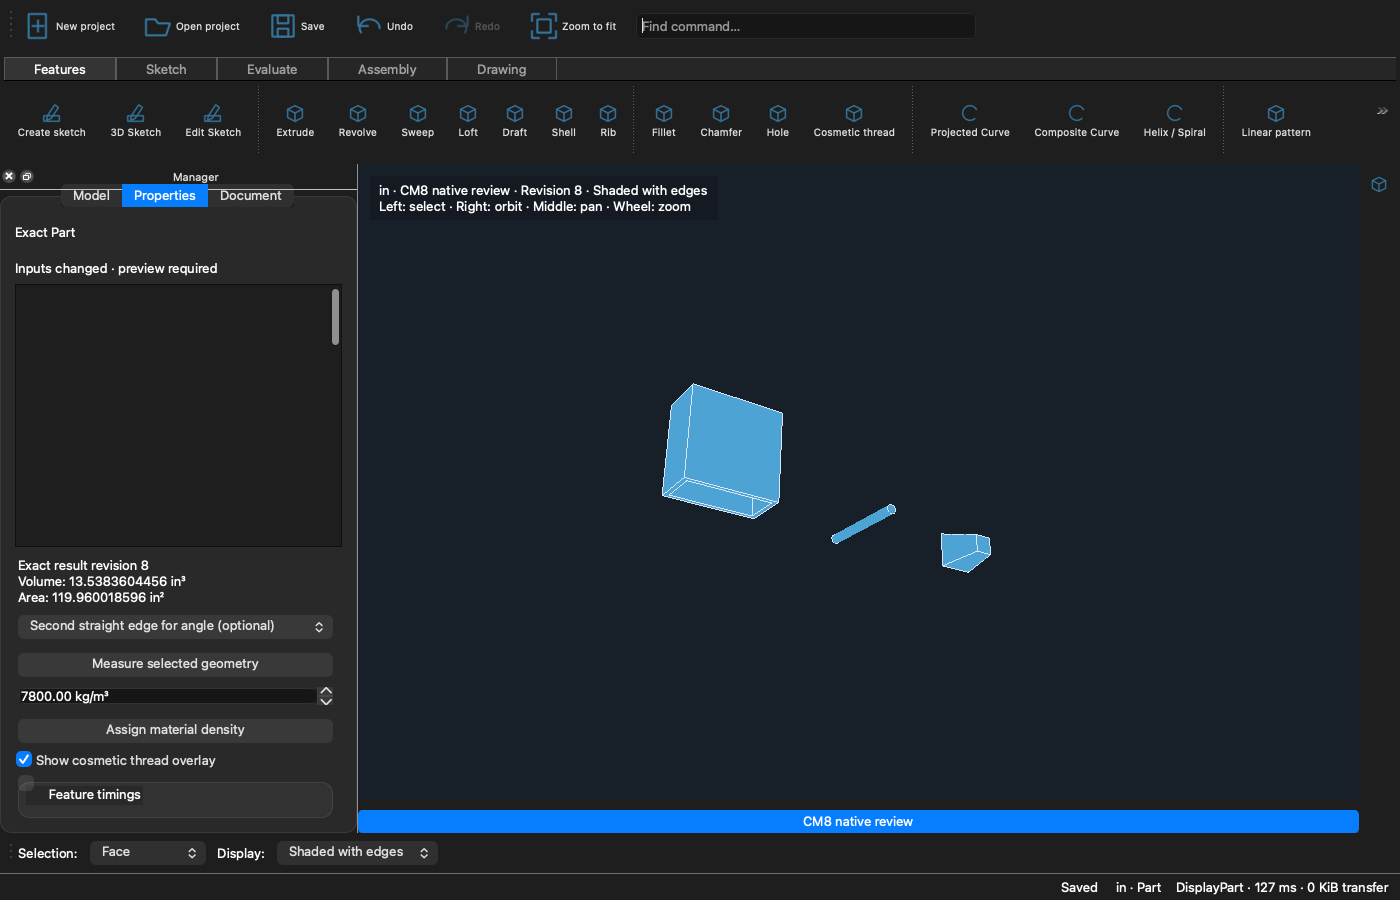 New project
Open project
Save
Undo
Redo
Zoom to fit
Find command...
Features
Sketch
Evaluate
Assembly
Drawing
Create sketch
3D Sketch
Edit Sketch
Extrude
Revolve
Sweep
Loft
Draft
Shell
Rib
Fillet
Chamfer
Hole
Cosmetic thread
Projected Curve
Composite Curve
Helix / Spiral
Linear pattern
Manager
Model
Properties
Document
Exact Part
Inputs changed · preview required
Exact result revision 8
Volume: 13.5383604456 in³
Area: 119.960018596 in²
Second straight edge for angle (optional)
Measure selected geometry
7800.00 kg/m³
Assign material density
Show cosmetic thread overlay
Feature timings
in · CM8 native review · Revision 8 · Shaded with edges
Left: select · Right: orbit · Middle: pan · Wheel: zoom
CM8 native review
Selection:
Face
Display:
Shaded with edges
Saved
in · Part
DisplayPart · 127 ms · 0 KiB transfer